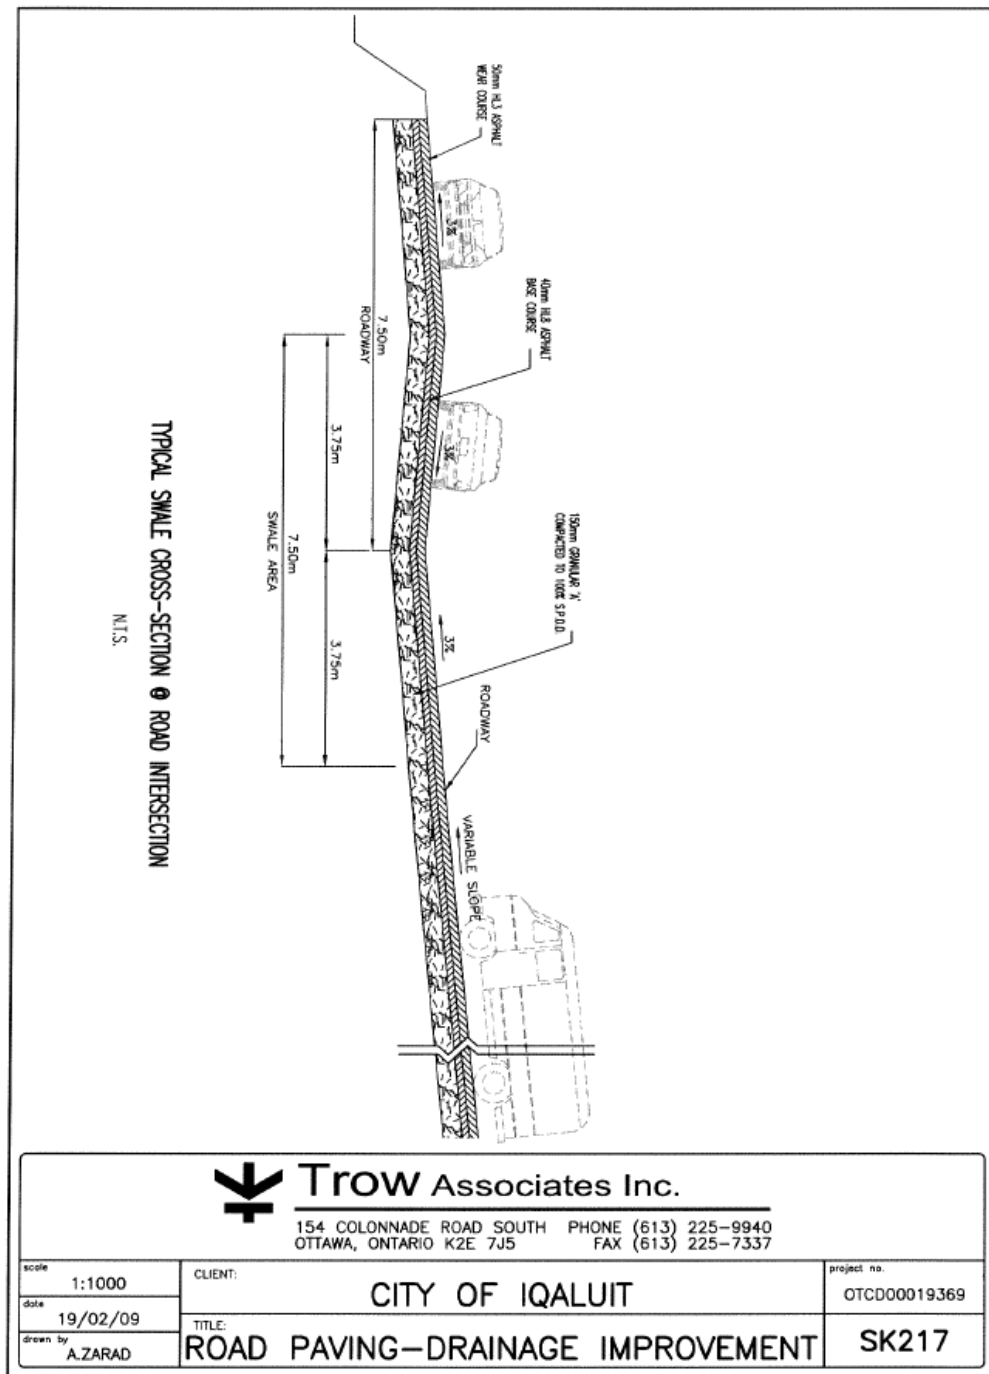 50mm HL3 ASPHALT
WEAR COURSE
3%
40mm HL8 ASPHALT
BASE COURSE
7.50m
ROADWAY
3.75m
3%
7.50m
SWALE AREA
150mm GRANULAR 'A'
COMPACTED TO 100% S.P.D.D.
3.75m
3%
ROADWAY
VARIABLE SLOPE
TYPICAL SWALE CROSS-SECTION @ ROAD INTERSECTION
N.T.S.
Trow Associates Inc.
154 COLONNADE ROAD SOUTH PHONE (613) 225-9940
OTTAWA, ONTARIO K2E 7J5 FAX (613) 225-7337
scale
1:1000
date
19/02/09
drawn by
A.ZARAD
CLIENT:
CITY OF IQALUIT
TITLE:
ROAD PAVING-DRAINAGE IMPROVEMENT
project no.
OTCD00019369
SK217